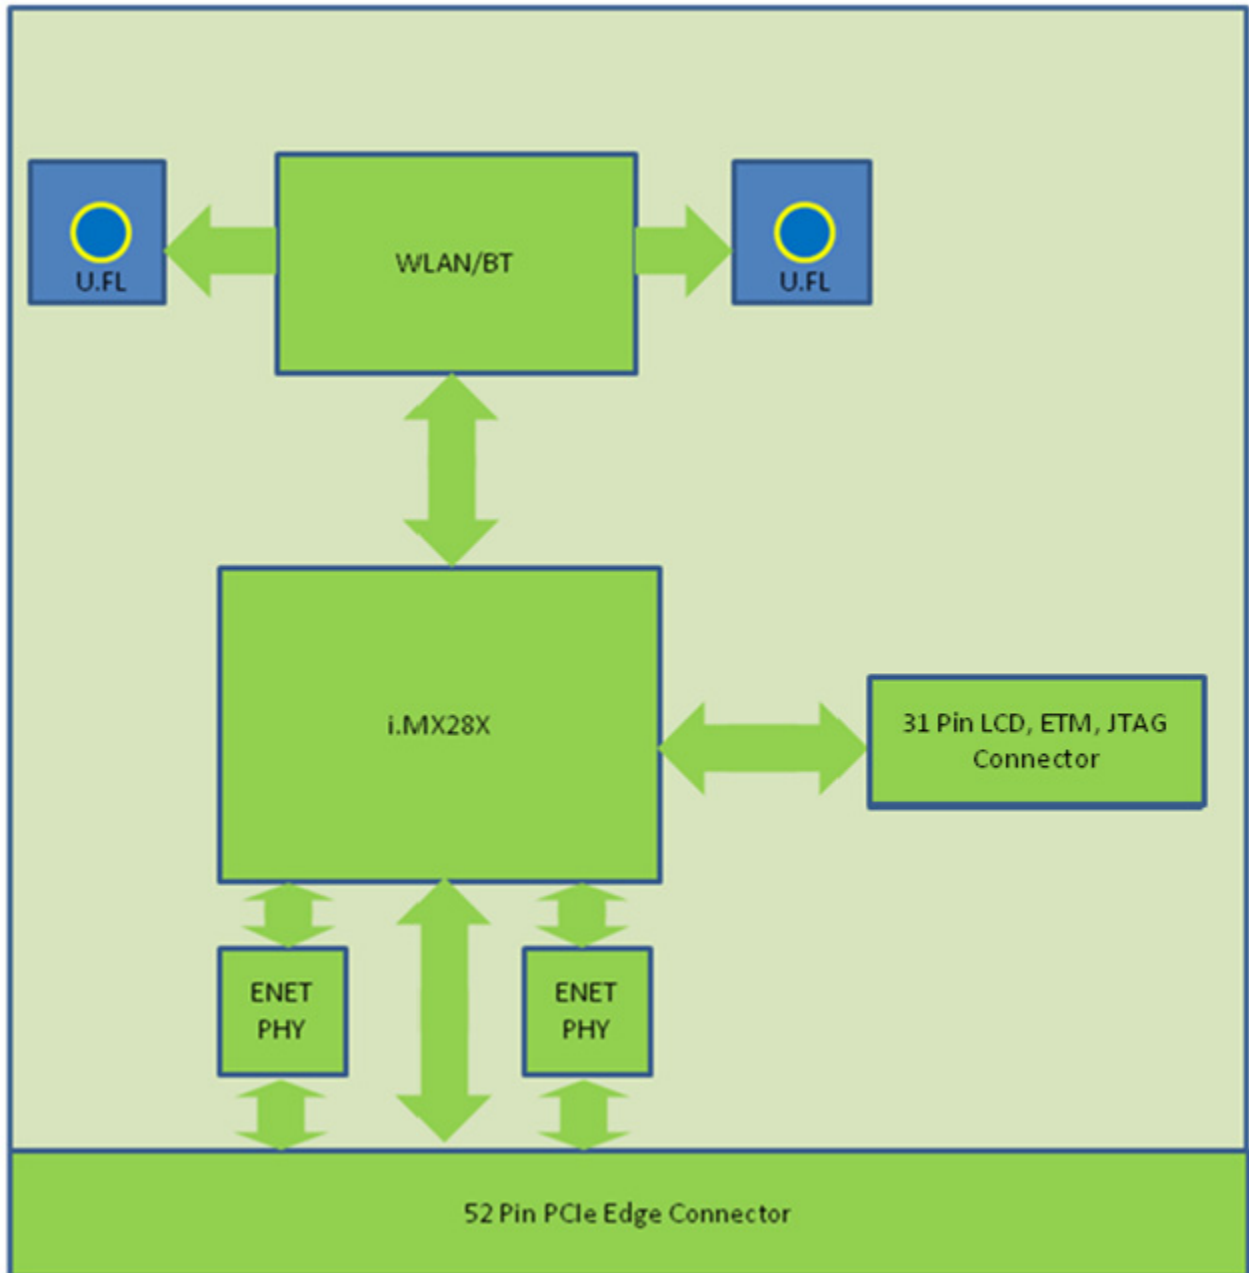 U.FL
WLAN/BT
U.FL
i.MX28X
31 Pin LCD, ETM, JTAG
Connector
ENET
PHY
ENET
PHY
52 Pin PCIe Edge Connector